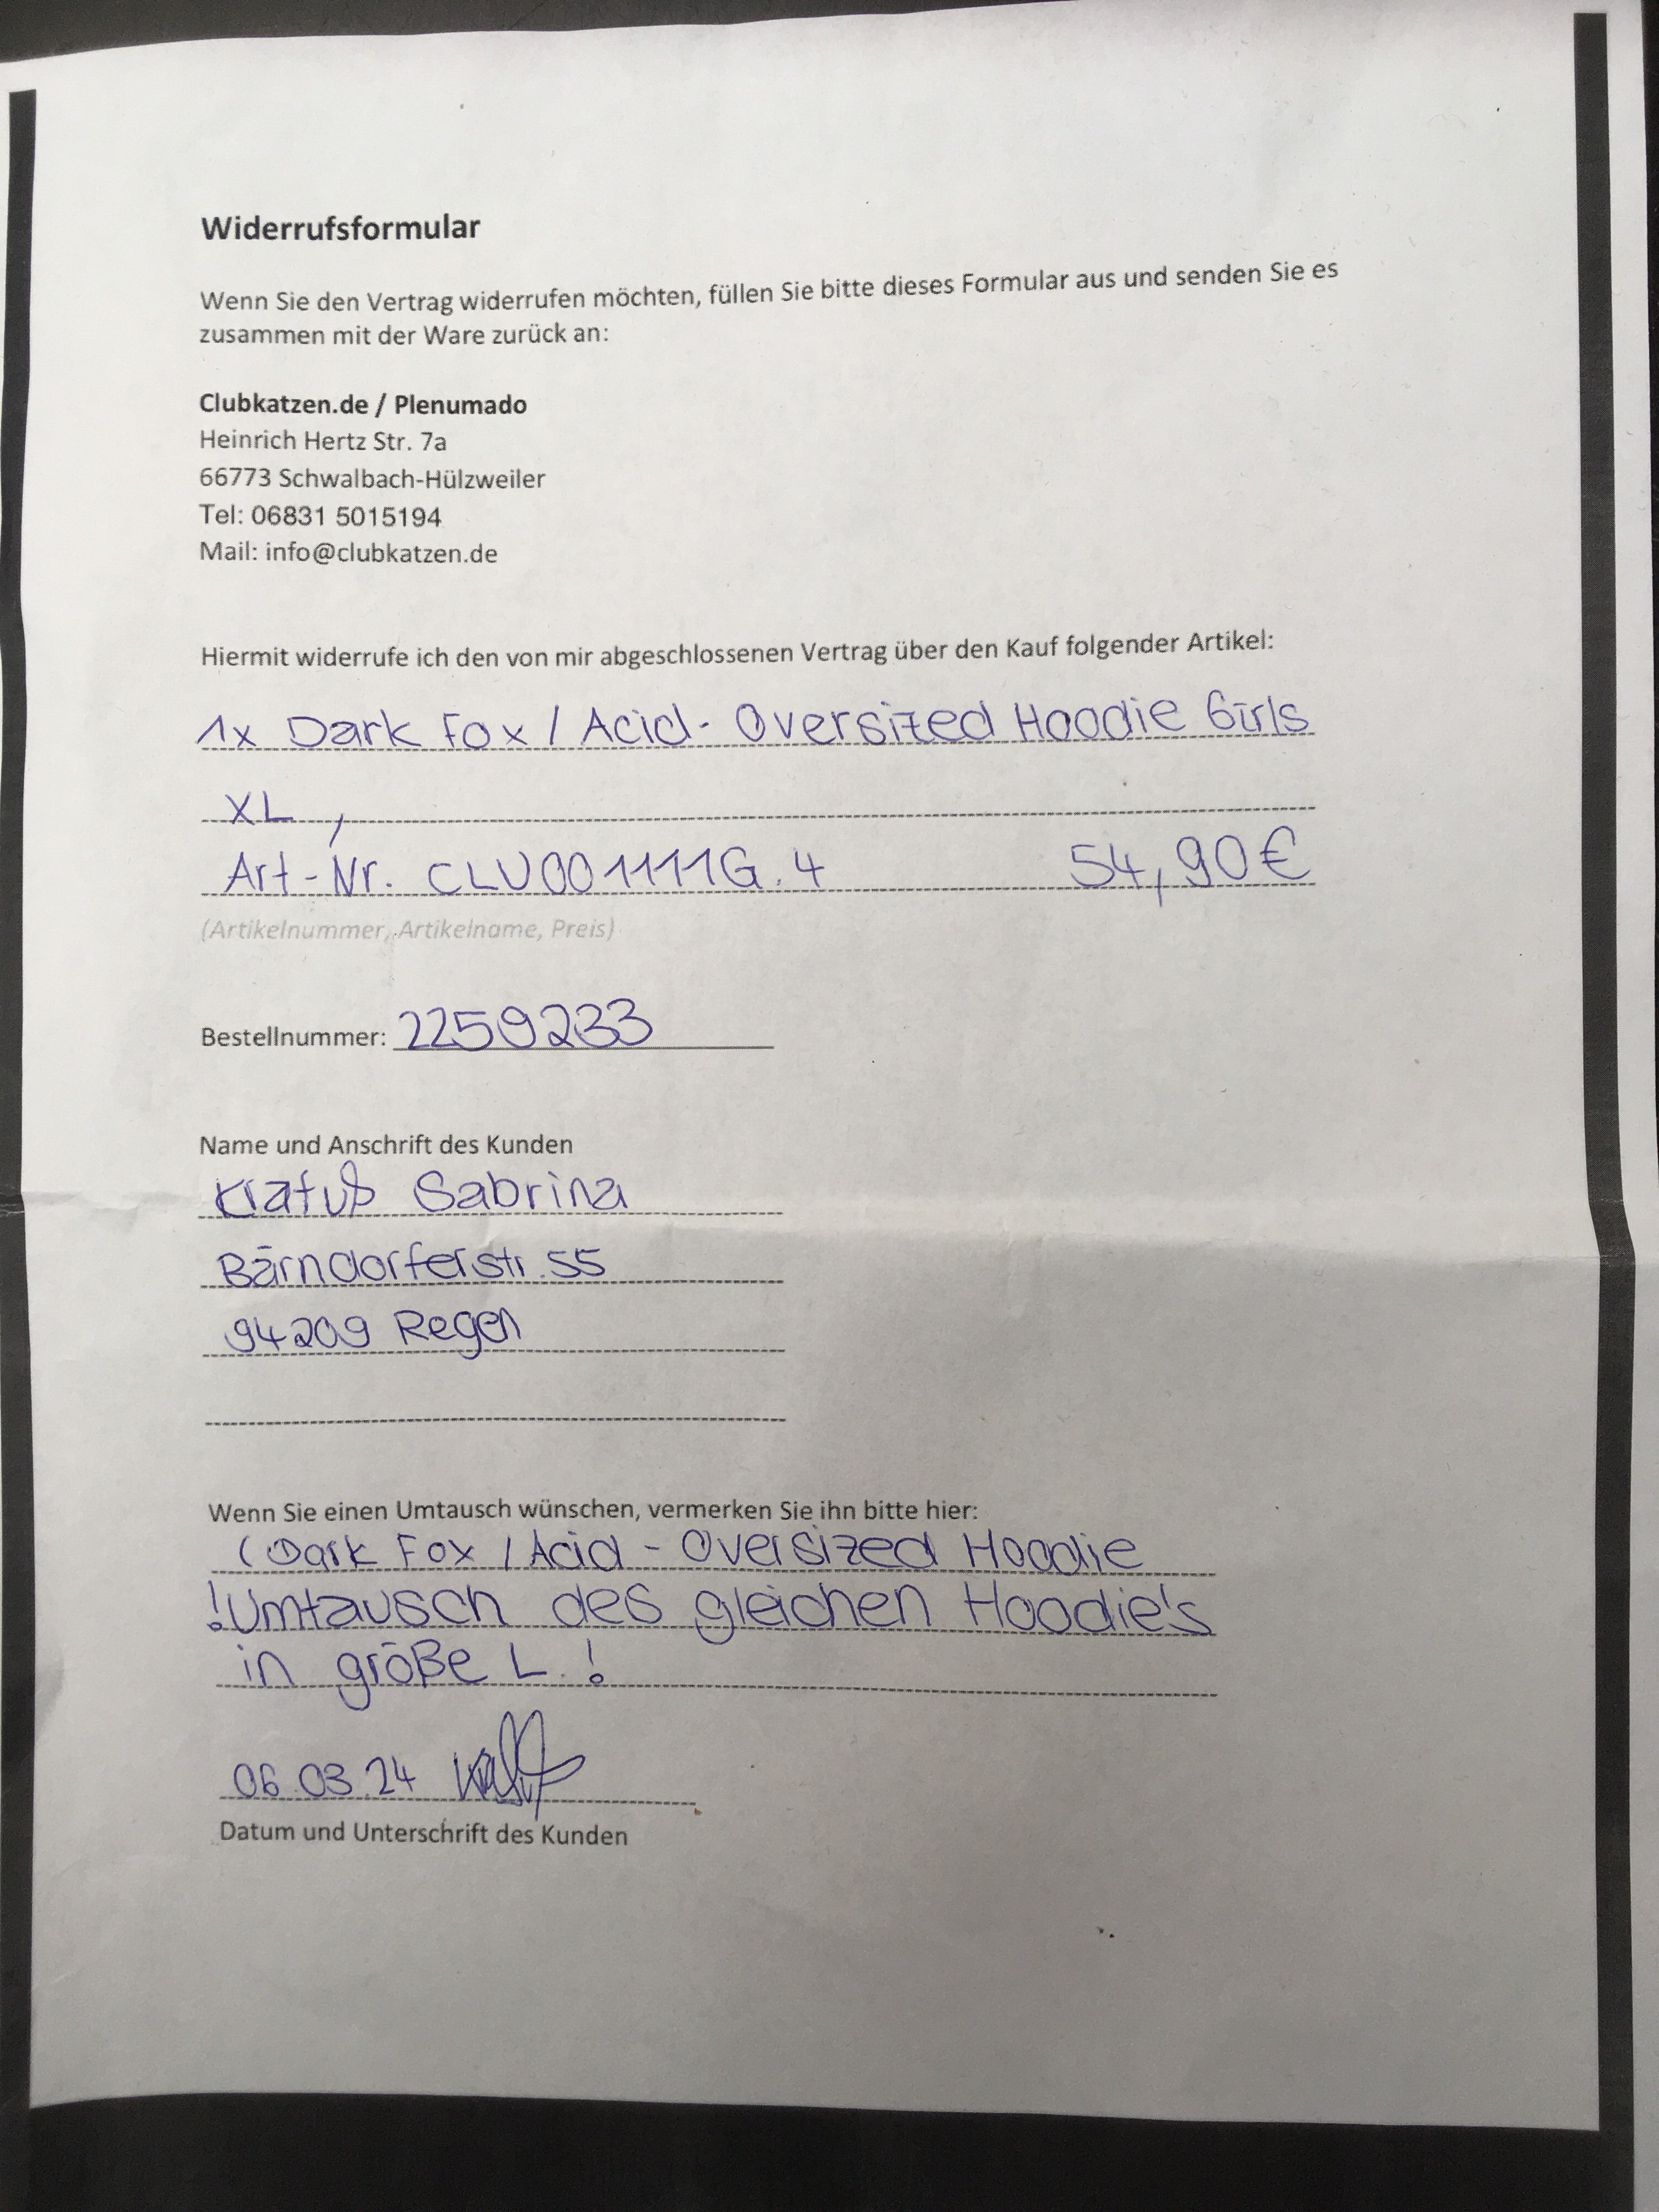 Widerrufsformular
Wenn Sie den Vertrag widerrufen möchten, füllen Sie bitte dieses Formular aus und senden Sie es
zusammen mit der Ware zurück an:
Clubkatzen.de / Plenumado
Heinrich Hertz Str. 7a
66773 Schwalbach-Hülzweiler
Tel: 06831 5015194
Mail: info@clubkatzen.de
Hiermit widerrufe ich den von mir abgeschlossenen Vertrag über den Kauf folgender Artikel:
1x Dark Fox / Acid - Oversized Hoodie Girls
XL ,
Art-Nr. CLU001111G.4 54,90€
(Artikelnummer, Artikelname, Preis)
Bestellnummer: 2259233
Name und Anschrift des Kunden
Sabrina
Bärndorferstr. 55
94209 Regen
Wenn Sie einen Umtausch wünschen, vermerken Sie ihn bitte hier:
(Dark Fox / Acid - Oversized Hoodie
!Umtausch des gleichen Hoodie's
in größe L.!
06.03.24
Datum und Unterschrift des Kunden